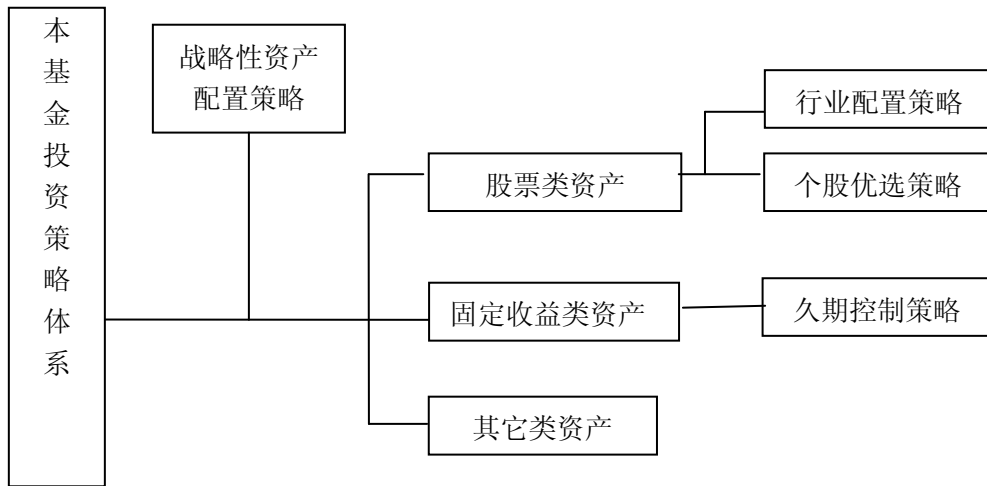 本基金投资策略体系
战略性资产
配置策略
行业配置策略
股票类资产
个股优选策略
固定收益类资产
久期控制策略
其它类资产